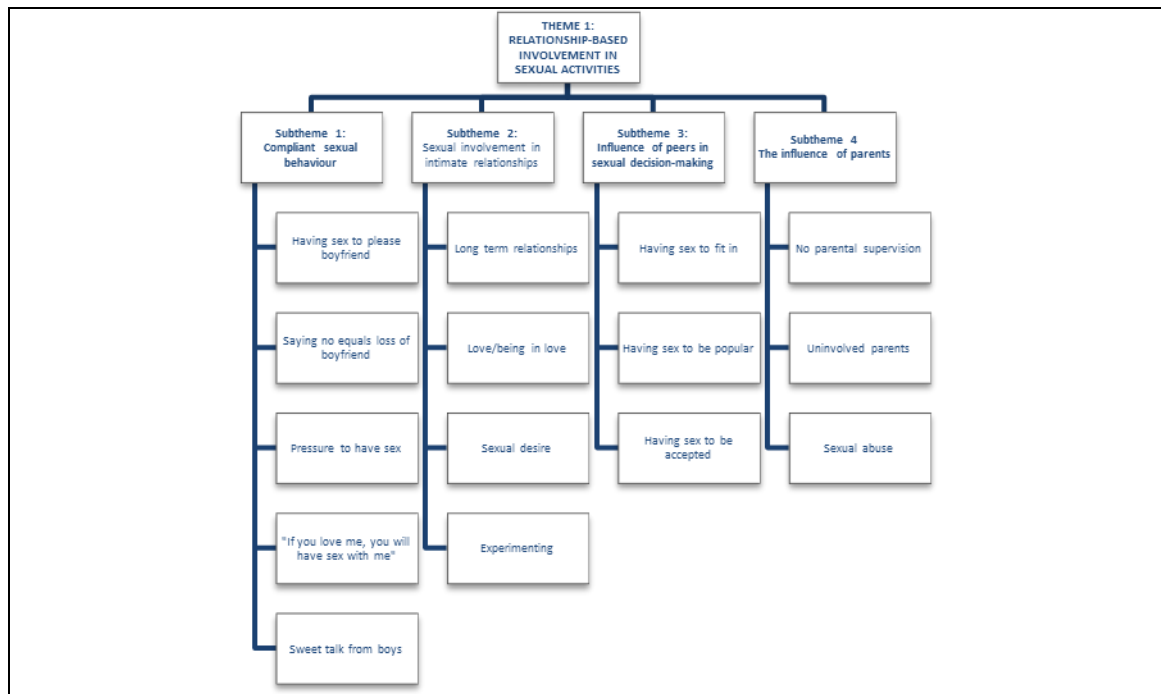 THEME 1:
RELATIONSHIP-BASED
INVOLVEMENT IN
SEXUAL ACTIVITIES
Subtheme 1:
Compliant sexual
behaviour
Having sex to please
boyfriend
Saying no equals loss of
boyfriend
Pressure to have sex
"If you love me, you will
have sex with me"
Sweet talk from boys
Subtheme 2:
Sexual involvement in
intimate relationships
Long term relationships
Love/being in love
Sexual desire
Experimenting
Subtheme 3:
Influence of peers in
sexual decision-making
Having sex to fit in
Having sex to be popular
Having sex to be
accepted
Subtheme 4
The influence of parents
No parental supervision
Uninvolved parents
Sexual abuse